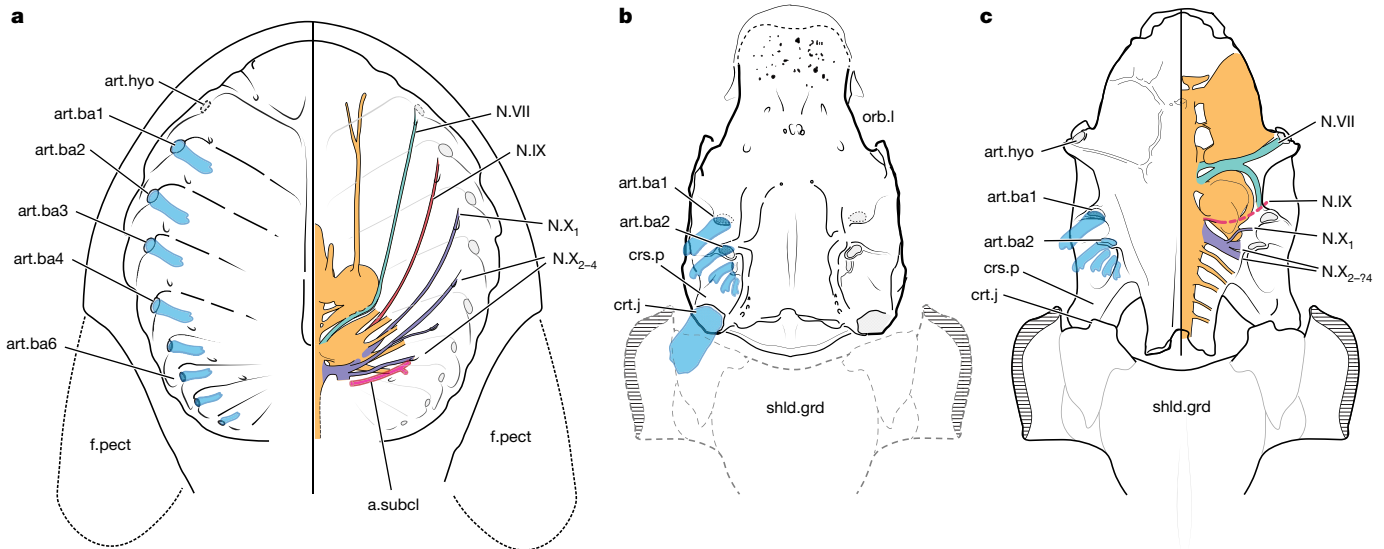 a
art.hyo
art.ba1
art.ba2
art.ba3
art.ba4
art.ba6
f.pect
N.VII
N.IX
N.X1
N.X2–4
a.subcl
f.pect
b
orb.l
art.ba1
art.ba2
crs.p
crt.j
shld.grd
c
art.hyo
art.ba1
art.ba2
crs.p
crt.j
N.VII
N.IX
N.X1
N.X2–?4
shld.grd